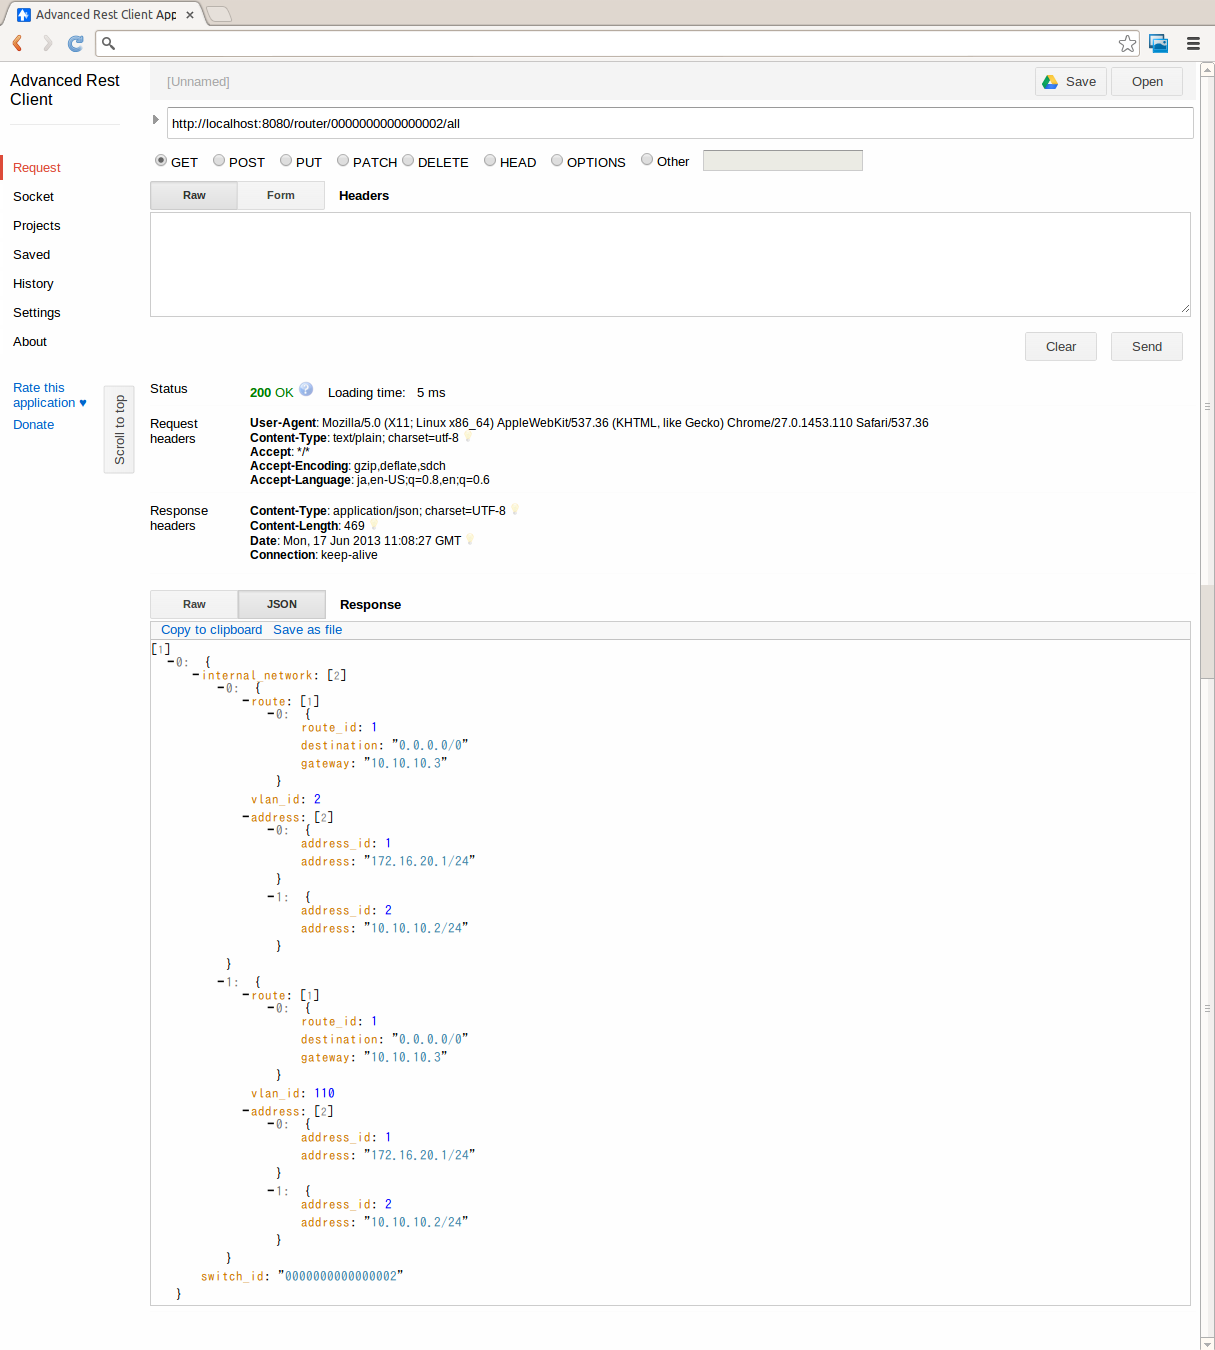 Advanced Rest Client App
Advanced Rest
Client
[Unnamed]
Save
Open
http://localhost:8080/router/0000000000000002/all
GET POST PUT PATCH DELETE HEAD OPTIONS Other
Request
Socket
Projects
Saved
History
Settings
About
Rate this
application ♥
Donate
Scroll to top
Raw Form Headers
Clear Send
Status 200 OK Loading time: 5 ms
Request
headers
User-Agent: Mozilla/5.0 (X11; Linux x86_64) AppleWebKit/537.36 (KHTML, like Gecko) Chrome/27.0.1453.110 Safari/537.36
Content-Type: text/plain; charset=utf-8
Accept: */*
Accept-Encoding: gzip,deflate,sdch
Accept-Language: ja,en-US;q=0.8,en;q=0.6
Response
headers
Content-Type: application/json; charset=UTF-8
Content-Length: 469
Date: Mon, 17 Jun 2013 11:08:27 GMT
Connection: keep-alive
Raw JSON Response
Copy to clipboard Save as file
[1]
-0: {
-internal_network: [2]
-0: {
-route: [1]
-0: {
route_id: 1
destination: "0.0.0.0/0"
gateway: "10.10.10.3"
}
vlan_id: 2
-address: [2]
-0: {
address_id: 1
address: "172.16.20.1/24"
}
-1: {
address_id: 2
address: "10.10.10.2/24"
}
}
-1: {
-route: [1]
-0: {
route_id: 1
destination: "0.0.0.0/0"
gateway: "10.10.10.3"
}
vlan_id: 110
-address: [2]
-0: {
address_id: 1
address: "172.16.20.1/24"
}
-1: {
address_id: 2
address: "10.10.10.2/24"
}
}
switch_id: "0000000000000002"
}